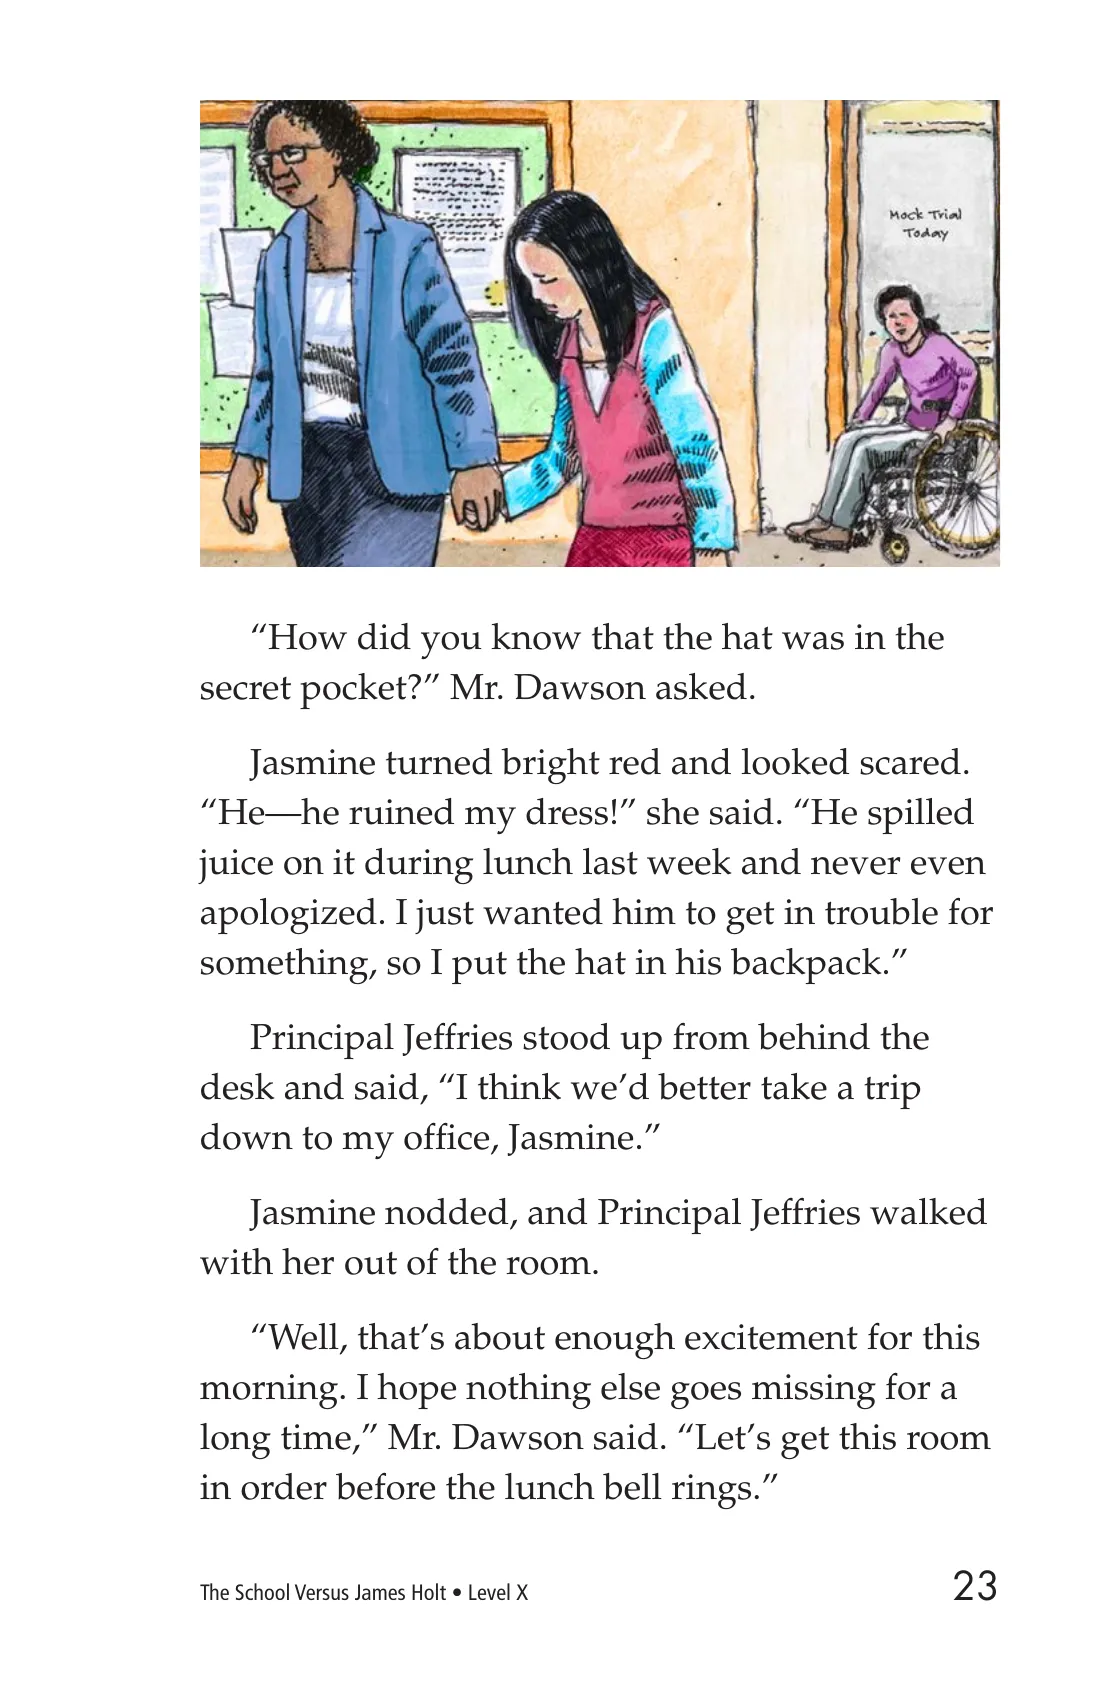 Mock Trial
Today
“How did you know that the hat was in the
secret pocket?” Mr. Dawson asked.
Jasmine turned bright red and looked scared.
“He—he ruined my dress!” she said. “He spilled
juice on it during lunch last week and never even
apologized. I just wanted him to get in trouble for
something, so I put the hat in his backpack.”
Principal Jeffries stood up from behind the
desk and said, “I think we’d better take a trip
down to my office, Jasmine.”
Jasmine nodded, and Principal Jeffries walked
with her out of the room.
“Well, that’s about enough excitement for this
morning. I hope nothing else goes missing for a
long time,” Mr. Dawson said. “Let’s get this room
in order before the lunch bell rings.”
The School Versus James Holt • Level X
23